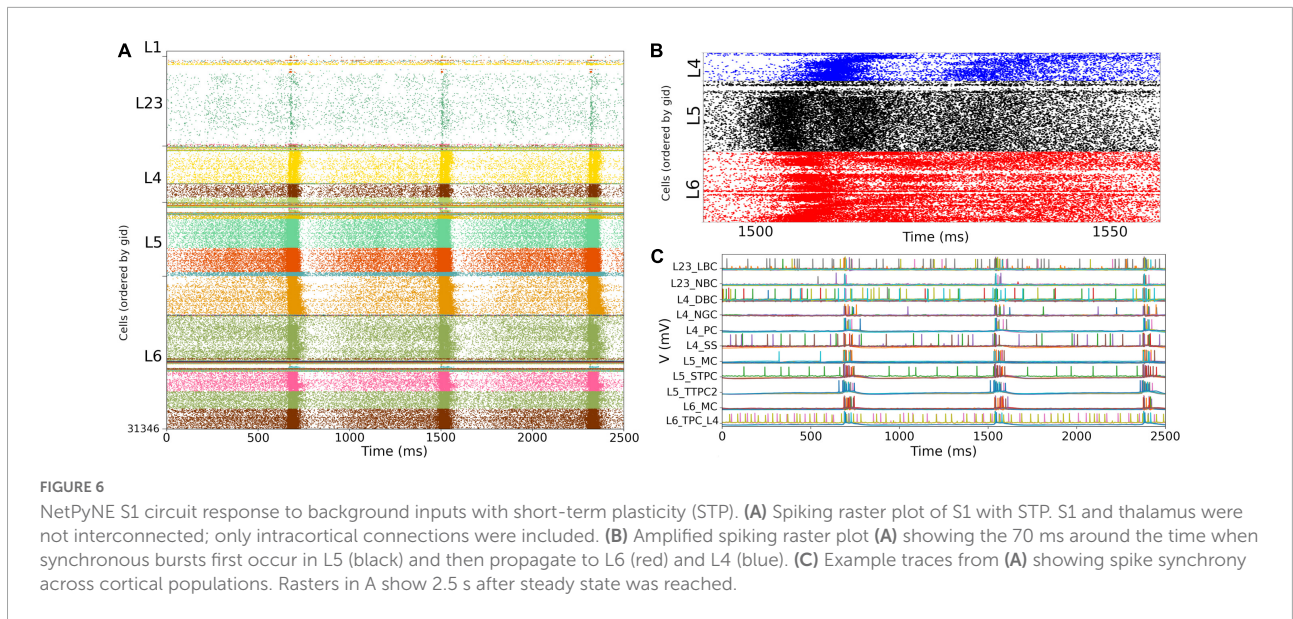 A
L1
L23
L4
L5
L6
Cells (ordered by gid)
31346
0 500 1000 1500 2000 2500
Time (ms)
B
L4
L5
L6
Cells (ordered by gid)
1500 1550
Time (ms)
C
L23_LBC
L23_NBC
L4_DBC
L4_NGC
L4_PC
L4_SS
L5_MC
L5_STPC
L5_TTPC2
L6_MC
L6_TPC_L4
V (mV)
0 500 1000 1500 2000 2500
Time (ms)
FIGURE 6
NetPyNE S1 circuit response to background inputs with short-term plasticity (STP). (A) Spiking raster plot of S1 with STP. S1 and thalamus were
not interconnected; only intracortical connections were included. (B) Amplified spiking raster plot (A) showing the 70 ms around the time when
synchronous bursts first occur in L5 (black) and then propagate to L6 (red) and L4 (blue). (C) Example traces from (A) showing spike synchrony
across cortical populations. Rasters in A show 2.5 s after steady state was reached.